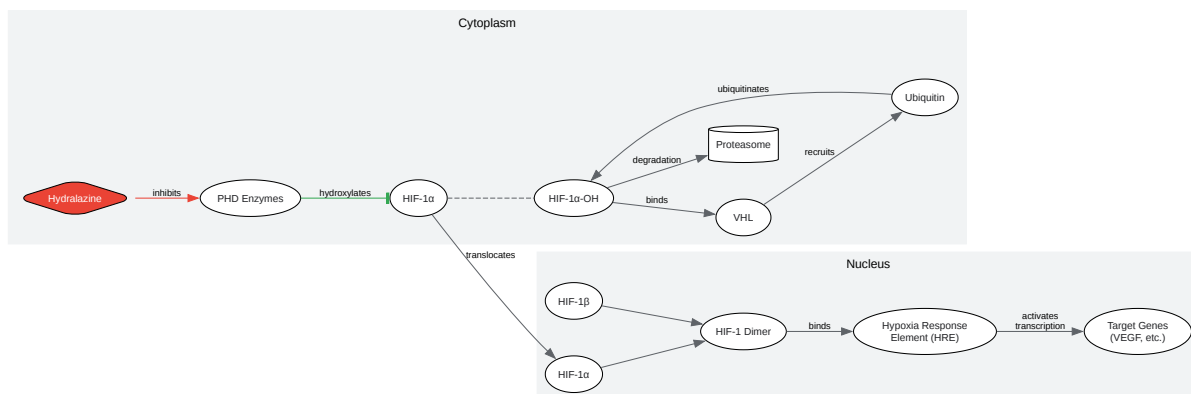 Cytoplasm
ubiquitinates
Ubiquitin
Proteasome
degradation
recruits
Hydralazine
inhibits
PHD Enzymes
hydroxylates
HIF-1α
HIF-1α-OH
binds
VHL
translocates
Nucleus
HIF-1β
HIF-1α
HIF-1 Dimer
binds
Hypoxia Response
Element (HRE)
activates
transcription
Target Genes
(VEGF, etc.)